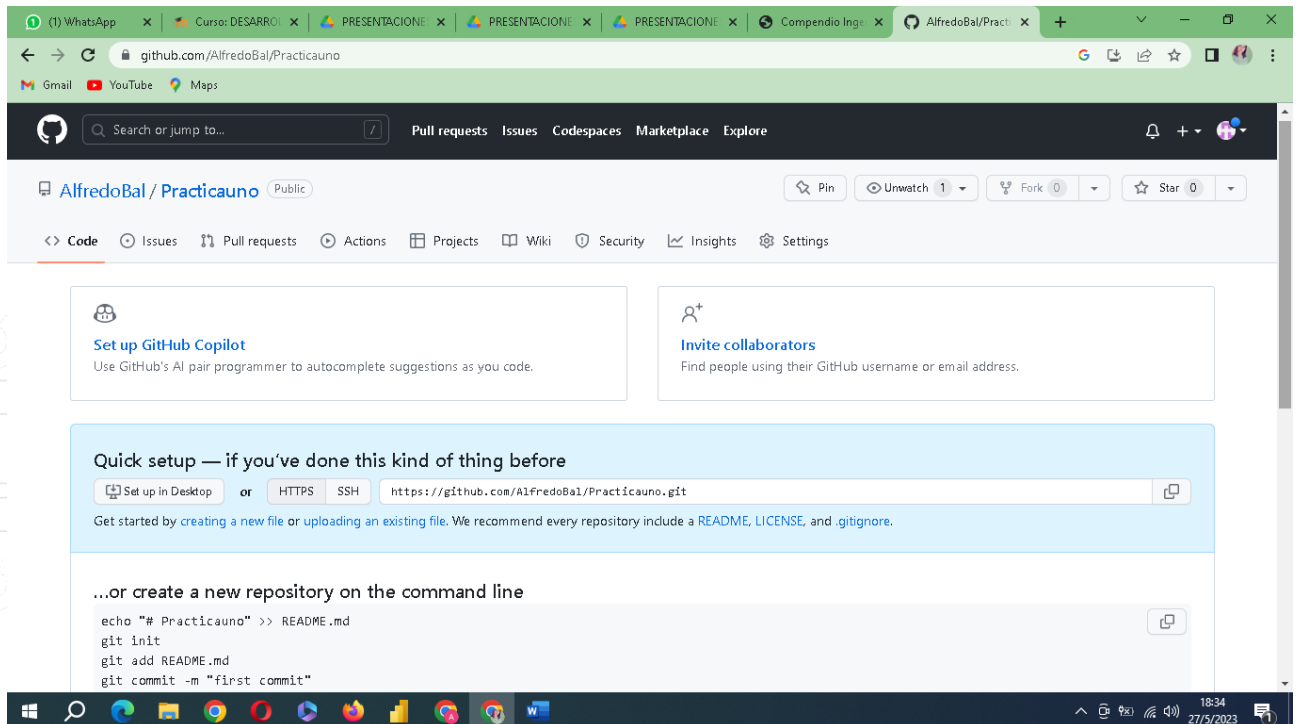 (1) WhatsApp
Curso: DESARROL
PRESENTACIONE
PRESENTACIONE
PRESENTACIONE
Compendio Inge
AlfredoBal/Practi
github.com/AlfredoBal/Practicauno
Gmail YouTube Maps
Search or jump to... / Pull requests Issues Codespaces Marketplace Explore
AlfredoBal / Practicauno Public Pin Unwatch 1 Fork 0 Star 0
<> Code Issues Pull requests Actions Projects Wiki Security Insights Settings
Set up GitHub Copilot
Use GitHub's AI pair programmer to autocomplete suggestions as you code.
Invite collaborators
Find people using their GitHub username or email address.
Quick setup — if you've done this kind of thing before
Set up in Desktop or HTTPS SSH https://github.com/AlfredoBal/Practicauno.git
Get started by creating a new file or uploading an existing file. We recommend every repository include a README, LICENSE, and .gitignore.
...or create a new repository on the command line
echo "# Practicauno" >> README.md
git init
git add README.md
git commit -m "first commit"
18:34
27/5/2023